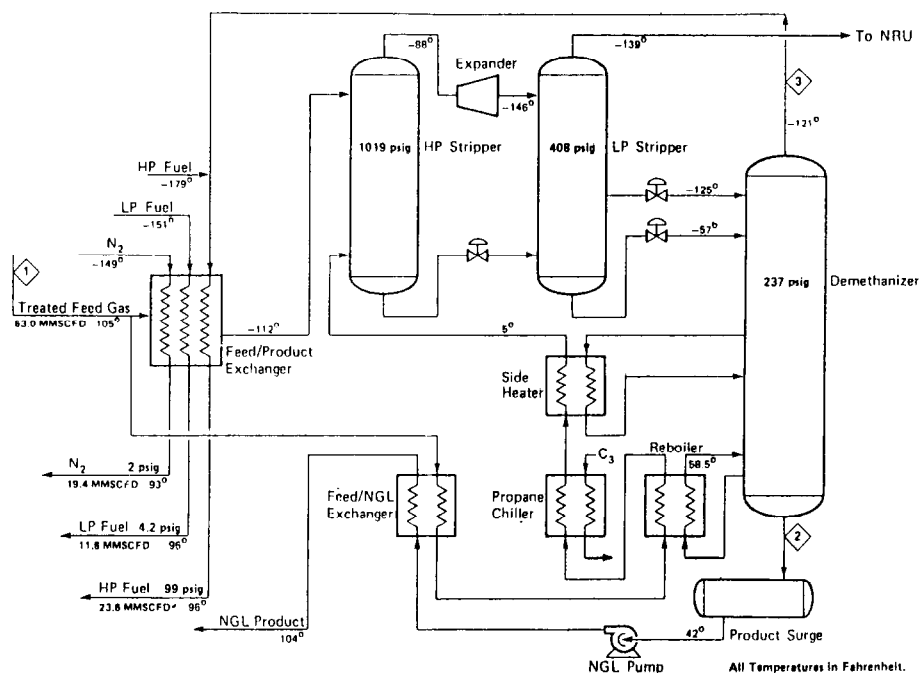 -88°
-139°
To NRU
Expander
-146°
3
-121°
1019 psig
HP Stripper
408 psig
LP Stripper
HP Fuel
-179°
LP Fuel
-151°
N2
-149°
-125°
-57°
1
Treated Feed Gas
63.0 MMSCFD 105°
237 psig
Demethanizer
-112°
Feed/Product
Exchanger
5°
Side
Heater
Reboiler
C3
58.5°
N2 2 psig
19.4 MMSCFD 93°
Feed/NGL
Exchanger
Propane
Chiller
LP Fuel 4.2 psig
11.8 MMSCFD 96°
2
HP Fuel 99 psig
23.6 MMSCFD 96°
NGL Product
104°
42°
Product Surge
NGL Pump
All Temperatures in Fahrenheit.